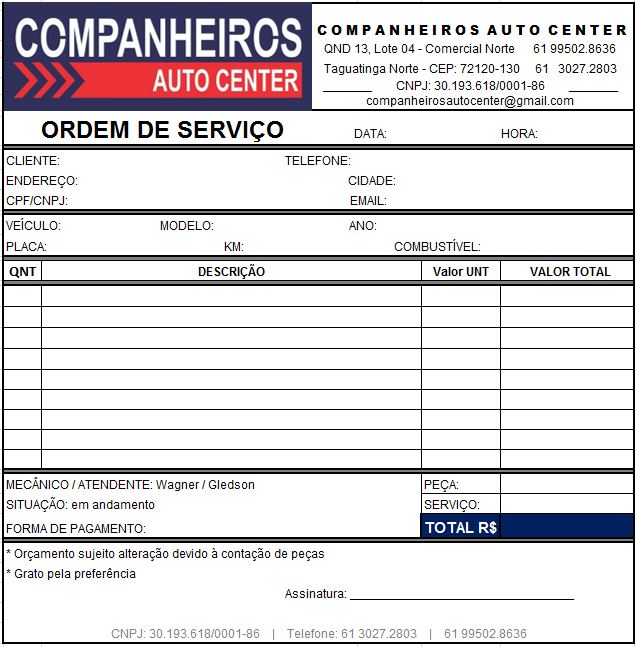 COMPANHEIROS
AUTO CENTER
COMPANHEIROS AUTO CENTER
QND 13, Lote 04 - Comercial Norte 61 99502.8636
Taguatinga Norte - CEP: 72120-130 61 3027.2803
CNPJ: 30.193.618/0001-86
companheirosautocenter@gmail.com
ORDEM DE SERVIÇO DATA: HORA:
CLIENTE: TELEFONE:
ENDEREÇO: CIDADE:
CPF/CNPJ: EMAIL:
VEÍCULO: MODELO: ANO:
PLACA: KM: COMBUSTÍVEL:
QNT DESCRIÇÃO Valor UNT VALOR TOTAL
MECÂNICO / ATENDENTE: Wagner / Gledson PEÇA:
SITUAÇÃO: em andamento SERVIÇO:
FORMA DE PAGAMENTO: TOTAL R$
* Orçamento sujeito alteração devido à contação de peças
* Grato pela preferência
Assinatura: ___________________________
CNPJ: 30.193.618/0001-86 | Telefone: 61 3027.2803 | 61 99502.8636